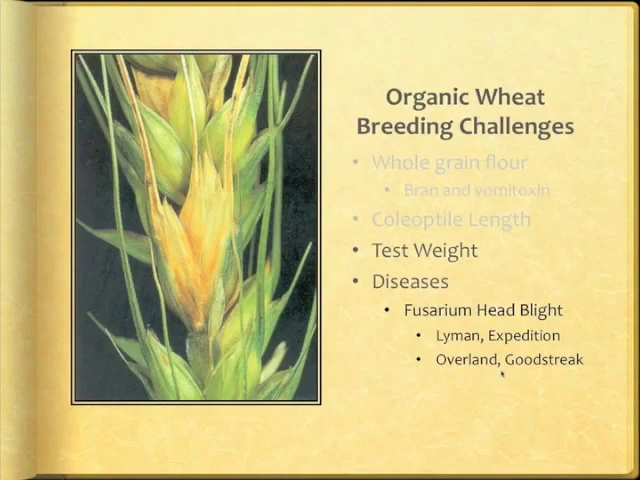 Organic Wheat
Breeding Challenges
• Whole grain flour
• Bran and vomitoxin
• Coleoptile Length
• Test Weight
• Diseases
• Fusarium Head Blight
• Lyman, Expedition
• Overland, Goodstreak